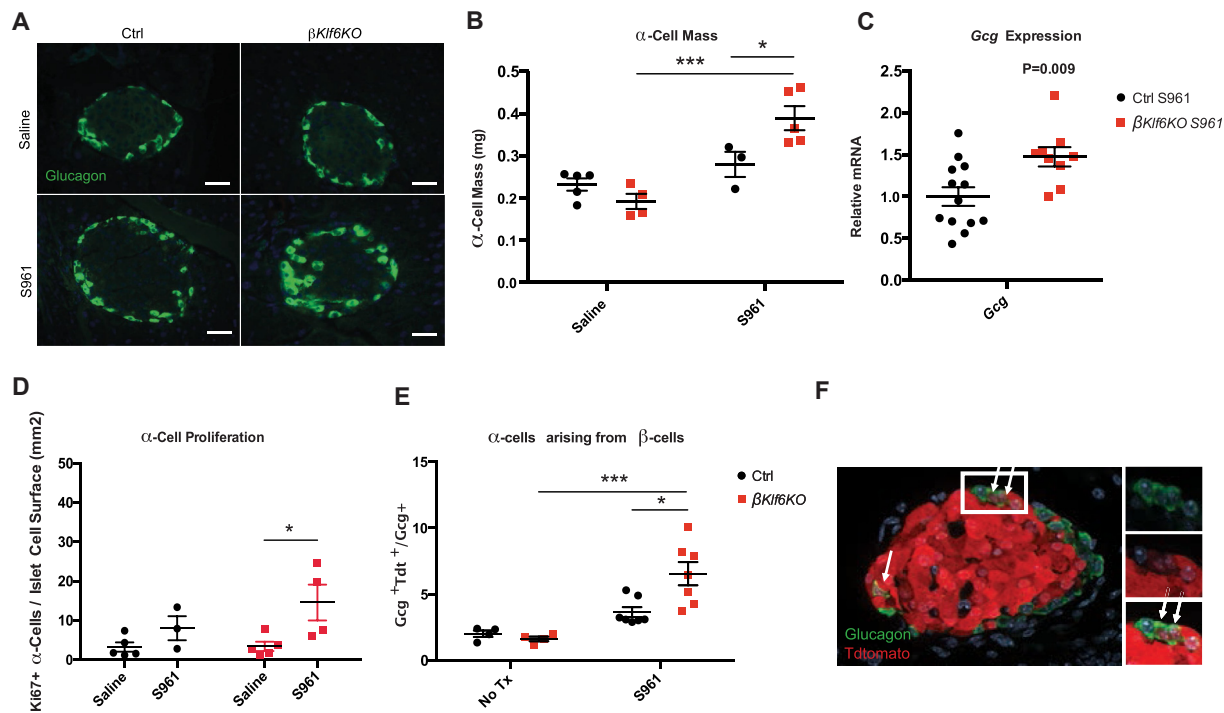 A
Ctrl
βKlf6KO
Saline
Glucagon
S961
B
α-Cell Mass
*
***
α-Cell Mass (mg)
0.5
0.4
0.3
0.2
0.1
0.0
Saline
S961
C
Gcg Expression
P=0.009
Relative mRNA
2.5
2.0
1.5
1.0
0.5
0.0
Gcg
Ctrl S961
βKlf6KO S961
D
α-Cell Proliferation
Ki67+ α-Cells / Islet Cell Surface (mm2)
50
40
30
20
10
0
*
Saline
S961
Saline
S961
E
α-cells arising from β-cells
Gcg +Tdt +/Gcg+
15
10
5
0
***
*
No Tx
S961
Ctrl
βKlf6KO
F
Glucagon
Tdtomato